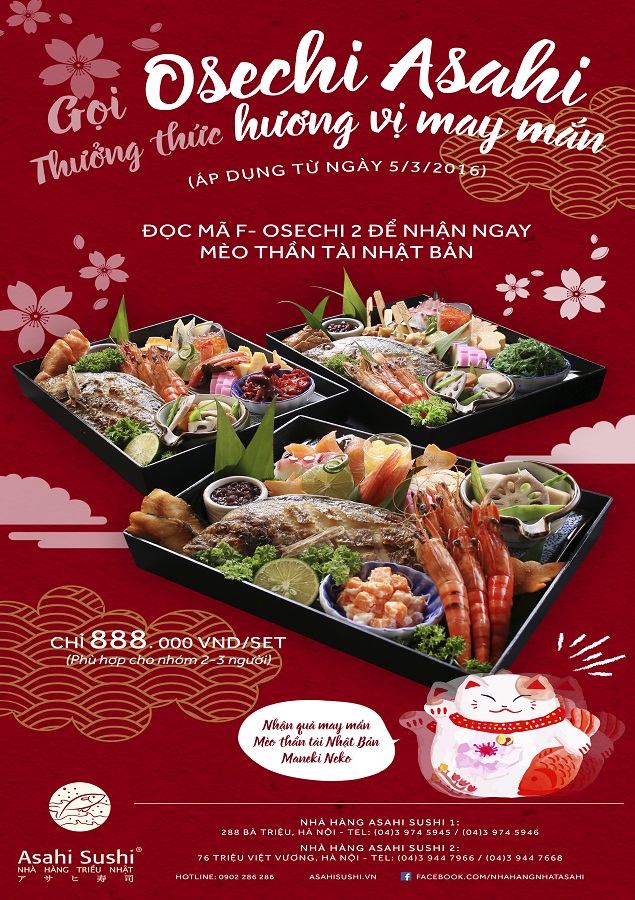 Gọi Osechi Asahi
Thưởng thức hương vị may mắn
(ÁP DỤNG TỪ NGÀY 5/3/2016)
ĐỌC MÃ F- OSECHI 2 ĐỂ NHẬN NGAY
MÈO THẦN TÀI NHẬT BẢN
CHỈ 888. 000 VND/SET
(Phù hợp cho nhóm 2-3 người)
Nhận quà may mắn
Mèo thần tài Nhật Bản
Maneki Neko
Asahi Sushi®
NHÀ HÀNG TRIỀU NHẬT
アサヒ寿司
NHÀ HÀNG ASAHI SUSHI 1:
288 BÀ TRIỆU, HÀ NỘI - TEL: (04)3 974 5945 / (04)3 974 5946
NHÀ HÀNG ASAHI SUSHI 2:
76 TRIỆU VIỆT VƯƠNG, HÀ NỘI - TEL: (04)3 944 7966 / (04)3 944 7668
HOTLINE: 0902 286 286 ASAHISUSHI.VN f FACEBOOK.COM/NHAHANGNHATASAHI